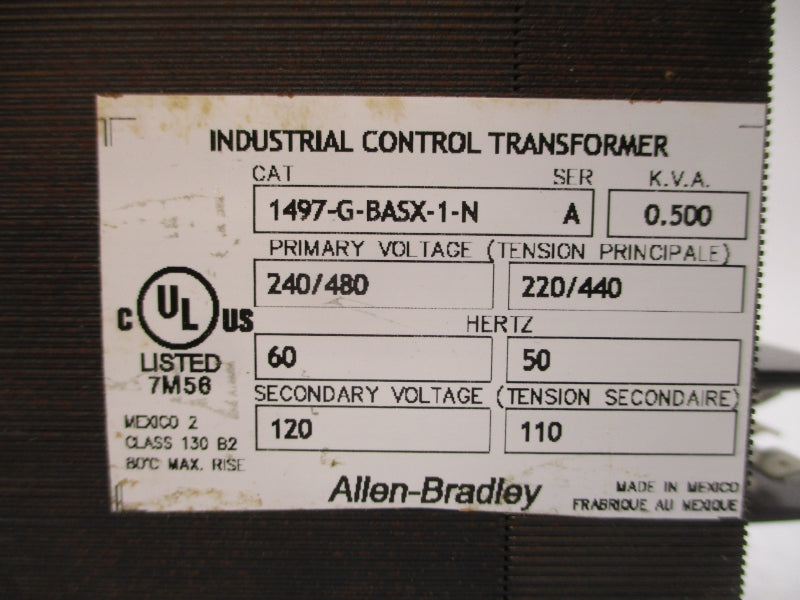 INDUSTRIAL CONTROL TRANSFORMER
CAT SER K.V.A.
1497-G-BASX-1-N A 0.500
PRIMARY VOLTAGE (TENSION PRINCIPALE)
240/480 220/440
HERTZ
60 50
SECONDARY VOLTAGE (TENSION SECONDAIRE)
120 110
C UL US
LISTED
7M56
MEXICO 2
CLASS 130 B2
80°C MAX. RISE
Allen-Bradley
MADE IN MEXICO
FRABRIQUE AU MEXIQUE